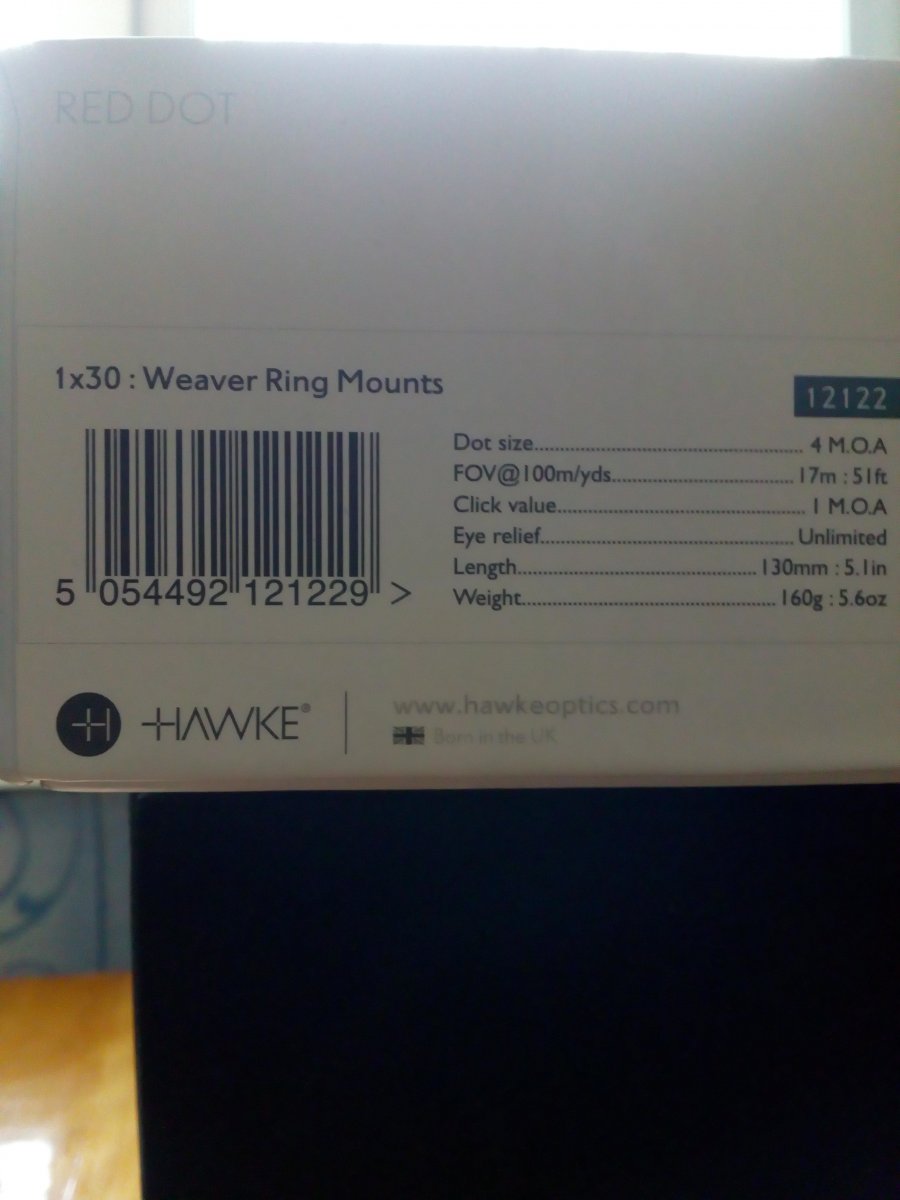 RED DOT
1x30 : Weaver Ring Mounts
12122
Dot size................................................ 4 M.O.A
FOV@100m/yds................................ 17m : 51ft
Click value............................................ 1 M.O.A
Eye relief............................................. Unlimited
Length.......................................... 130mm : 5.1in
Weight............................................. 160g : 5.6oz
5 054492 121229 >
HAWKE®
www.hawkeoptics.com
Born in the UK